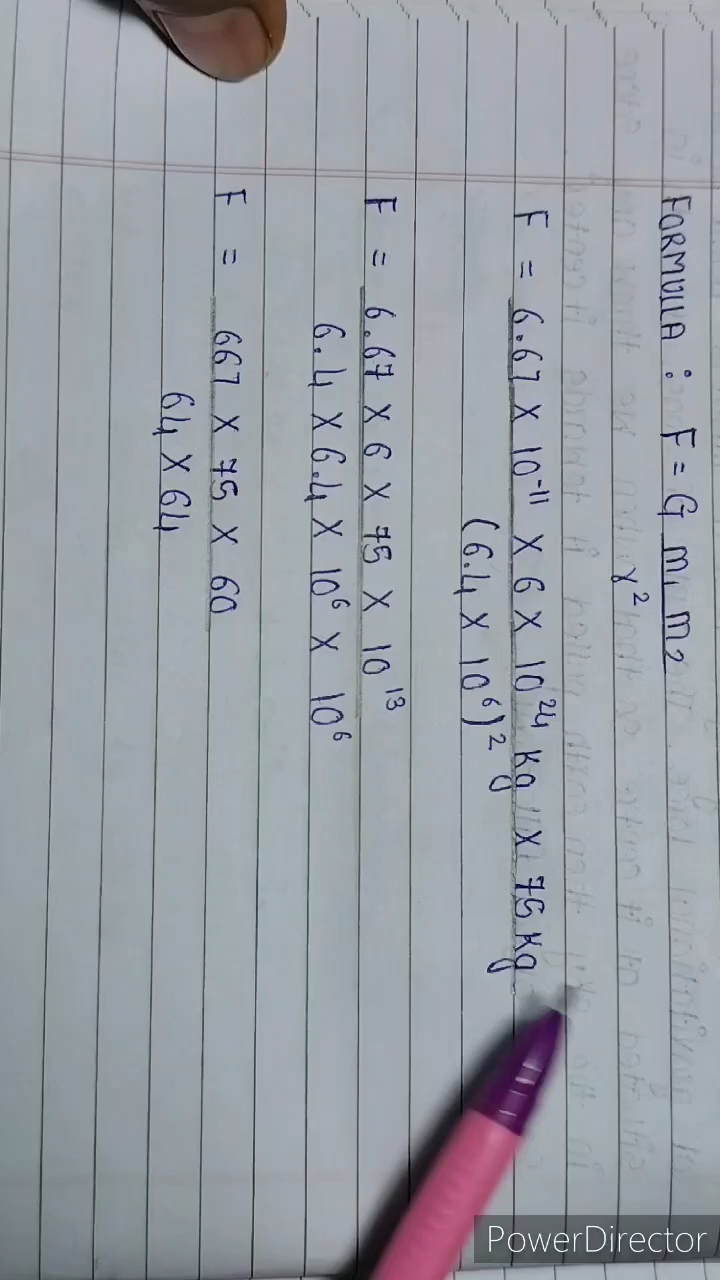 FORMULA : F = G m₁ m₂
r²
F = 6.67 X 10⁻¹¹ X 6 X 10²⁴ kg X 75 kg
(6.4 X 10⁶)²
F = 6.67 X 6 X 75 X 10¹³
6.4 X 6.4 X 10⁶ X 10⁶
F = 667 X 75 X 60
64 X 64
PowerDirector